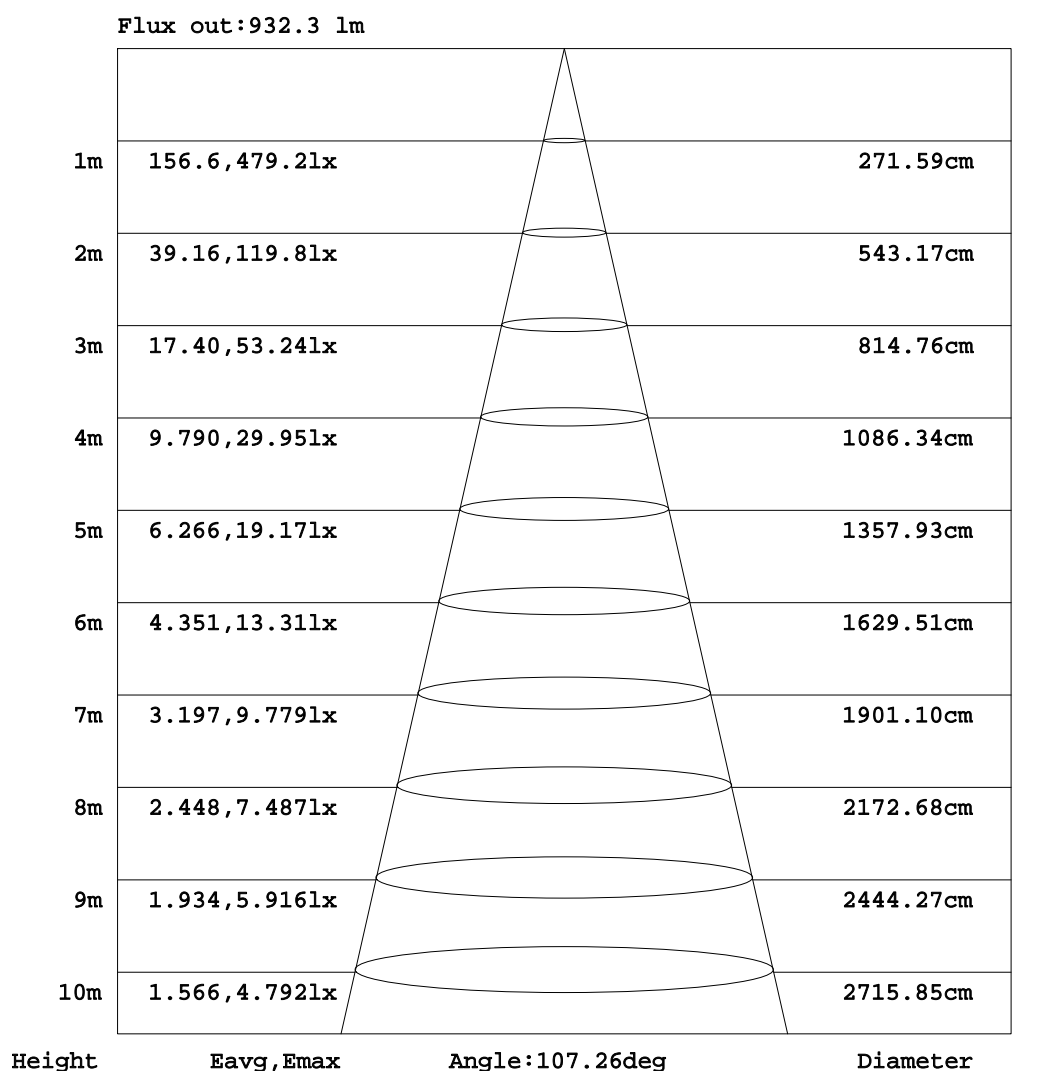 Flux out:932.3 lm
1m 156.6,479.2lx 271.59cm
2m 39.16,119.8lx 543.17cm
3m 17.40,53.24lx 814.76cm
4m 9.790,29.95lx 1086.34cm
5m 6.266,19.17lx 1357.93cm
6m 4.351,13.31lx 1629.51cm
7m 3.197,9.779lx 1901.10cm
8m 2.448,7.487lx 2172.68cm
9m 1.934,5.916lx 2444.27cm
10m 1.566,4.792lx 2715.85cm
Height Eavg,Emax Angle:107.26deg Diameter